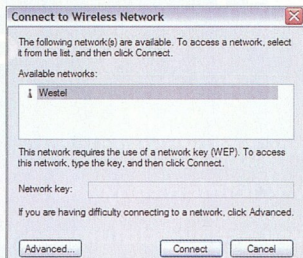 Connect to Wireless Network
The following network(s) are available. To access a network, select
it from the list, and then click Connect.
Available networks:
Westel
This network requires the use of a network key (WEP). To access
this network, type the key, and then click Connect.
Network key:
If you are having difficulty connecting to a network, click Advanced.
Advanced... Connect Cancel